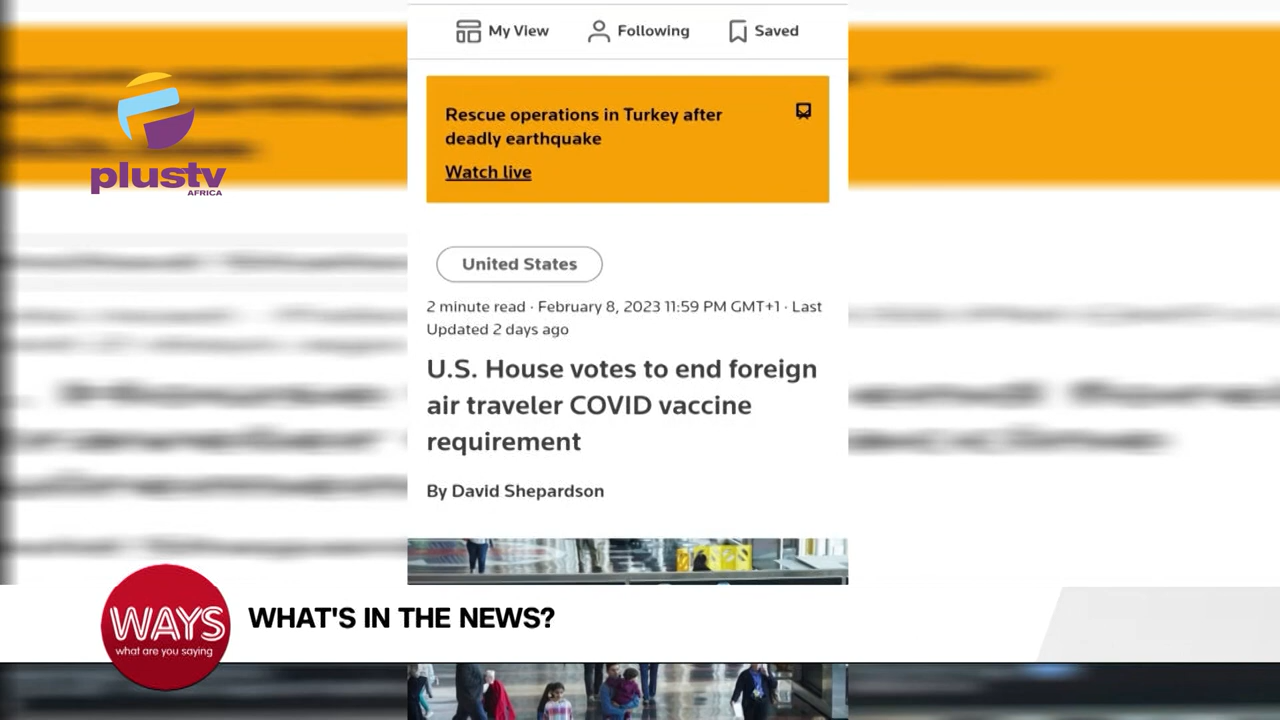 My View
Following
Saved
Rescue operations in Turkey after
deadly earthquake
Watch live
plustv
AFRICA
United States
2 minute read · February 8, 2023 11:59 PM GMT+1 · Last
Updated 2 days ago
U.S. House votes to end foreign
air traveler COVID vaccine
requirement
By David Shepardson
WAYS
what are you saying
WHAT'S IN THE NEWS?